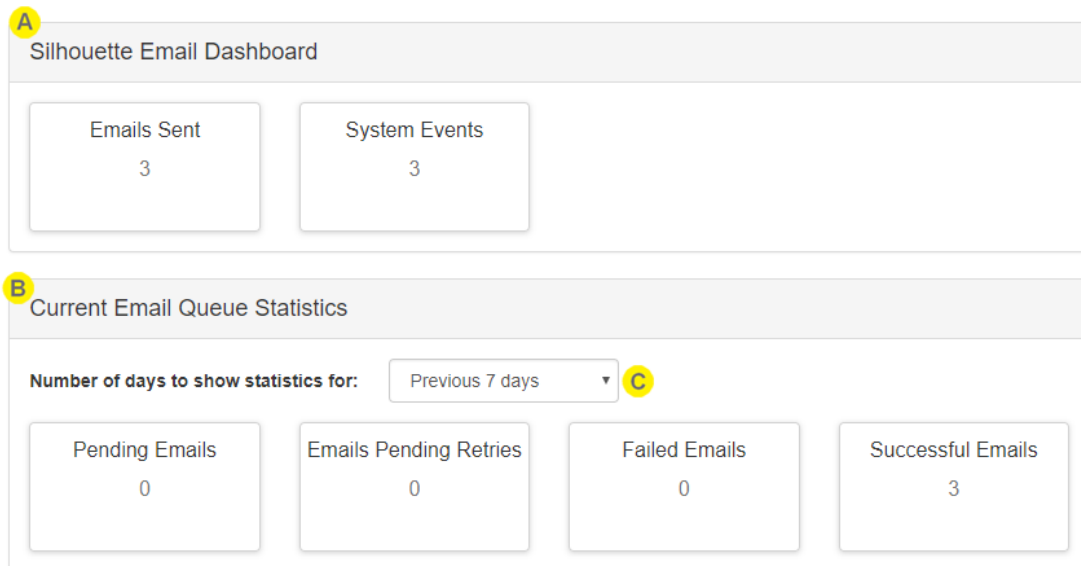 A
Silhouette Email Dashboard
Emails Sent
3
System Events
3
B
Current Email Queue Statistics
Number of days to show statistics for:
Previous 7 days
C
Pending Emails
0
Emails Pending Retries
0
Failed Emails
0
Successful Emails
3